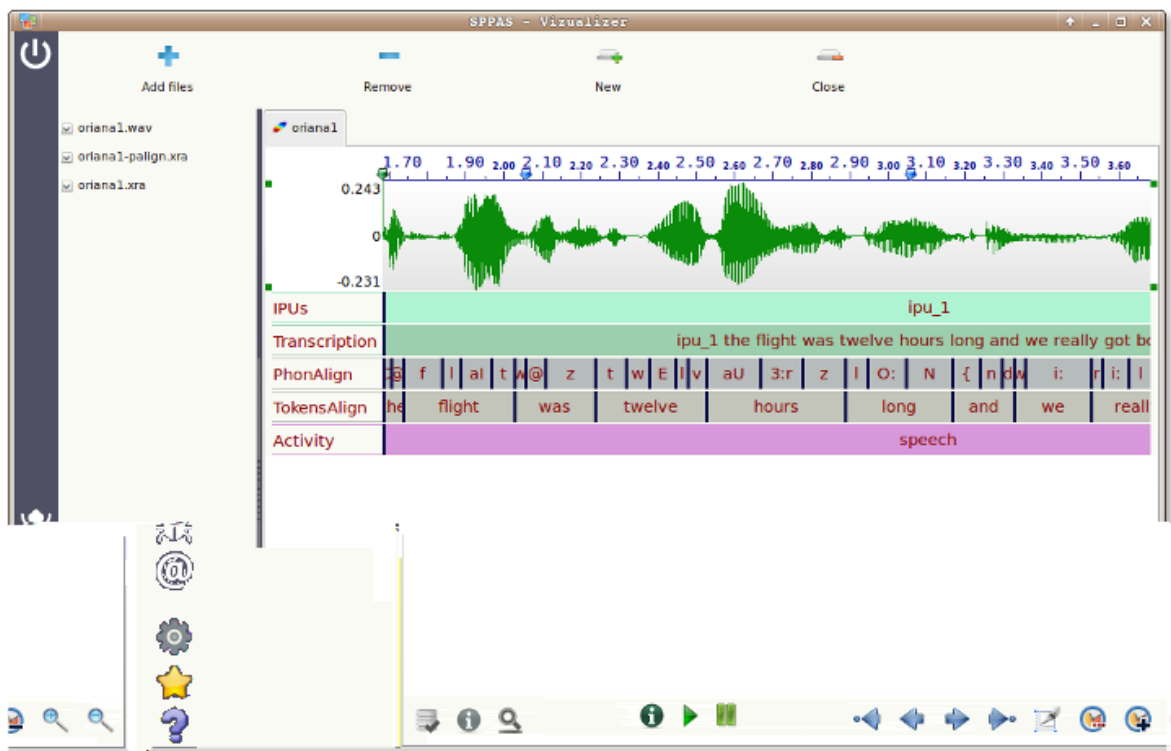 SPPAS - Vizualizer
Add files Remove New Close
oriana1.wav
oriana1-palign.xra
oriana1.xra
oriana1
1.70 1.90 2.00 2.10 2.20 2.30 2.40 2.50 2.60 2.70 2.80 2.90 3.00 3.10 3.20 3.30 3.40 3.50 3.60
0.243
0
-0.231
IPUs ipu_1
Transcription ipu_1 the flight was twelve hours long and we really got
PhonAlign @ f l aI t w @ z t w E l v aU 3:r z l O: N { n d w i: r i: l
TokensAlign he flight was twelve hours long and we reall
Activity speech